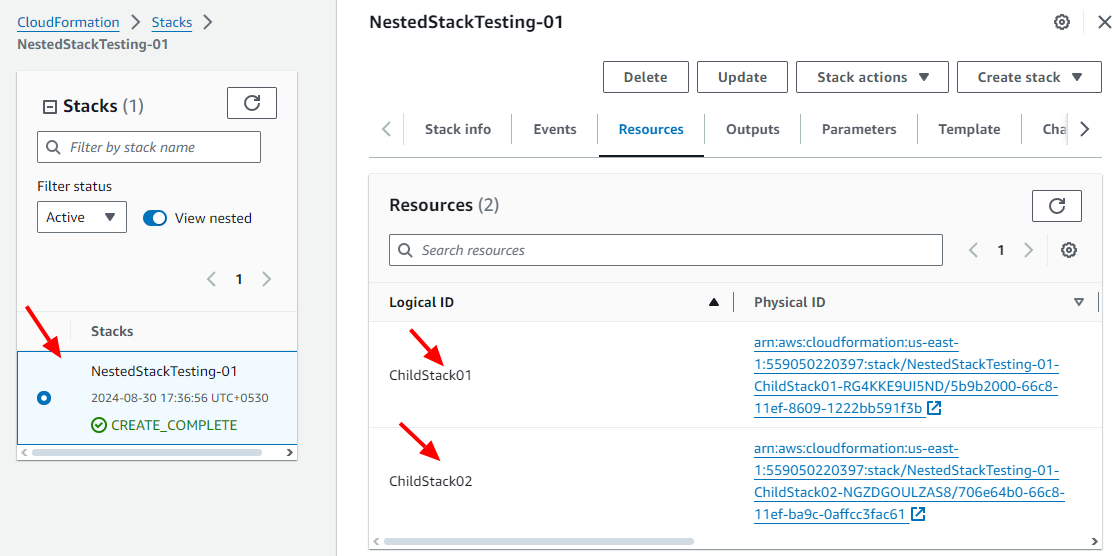 CloudFormation > Stacks >
NestedStackTesting-01
Stacks (1)
Filter by stack name
Filter status
Active
View nested
1
Stacks
NestedStackTesting-01
2024-08-30 17:36:56 UTC+0530
CREATE_COMPLETE
NestedStackTesting-01
Delete
Update
Stack actions
Create stack
Stack info
Events
Resources
Outputs
Parameters
Template
Cha
Resources (2)
Search resources
1
Logical ID
Physical ID
ChildStack01
arn:aws:cloudformation:us-east-
1:559050220397:stack/NestedStackTesting-01-
ChildStack01-RG4KKE9UI5ND/5b9b2000-66c8-
11ef-8609-1222bb591f3b
ChildStack02
arn:aws:cloudformation:us-east-
1:559050220397:stack/NestedStackTesting-01-
ChildStack02-NGZDGOULZAS8/706e64b0-66c8-
11ef-ba9c-0affcc3fac61